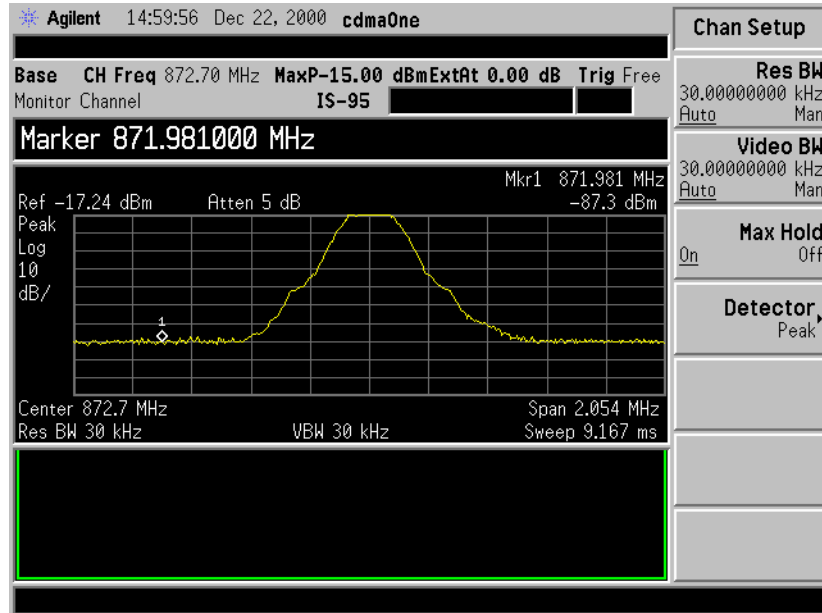 Agilent 14:59:56 Dec 22, 2000 cdmaOne
Base CH Freq 872.70 MHz MaxP-15.00 dBmExtAt 0.00 dB Trig Free
Monitor Channel IS-95
Marker 871.981000 MHz
Mkr1 871.981 MHz
Ref -17.24 dBm Atten 5 dB -87.3 dBm
Peak
Log
10
dB/
1
Center 872.7 MHz Span 2.054 MHz
Res BW 30 kHz VBW 30 kHz Sweep 9.167 ms
Chan Setup
Res BW
30.00000000 kHz
Auto Man
Video BW
30.00000000 kHz
Auto Man
Max Hold
On Off
Detector
Peak